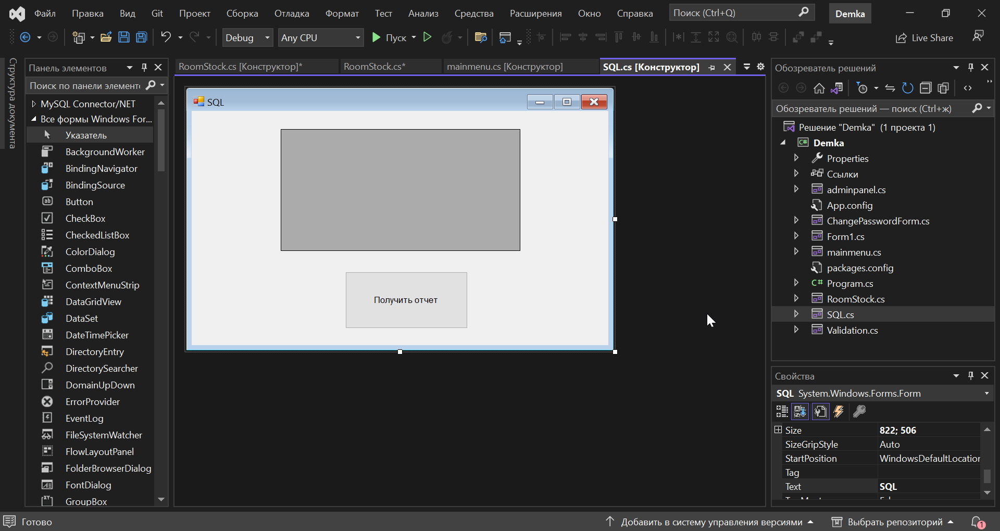 Файл Правка Вид Git Проект Сборка Отладка Формат Тест Анализ Средства Расширения Окно Справка Поиск (Ctrl+Q) Demka
Debug Any CPU Пуск Live Share
Структура документа
Панель элементов
Поиск по панели элементо
MySQL Connector/NET
Все формы Windows For...
Указатель
BackgroundWorker
BindingNavigator
BindingSource
Button
CheckBox
CheckedListBox
ColorDialog
ComboBox
ContextMenuStrip
DataGridView
DataSet
DateTimePicker
DirectoryEntry
DirectorySearcher
DomainUpDown
ErrorProvider
EventLog
FileSystemWatcher
FlowLayoutPanel
FolderBrowserDialog
FontDialog
GroupBox
RoomStock.cs [Конструктор]* RoomStock.cs* mainmenu.cs [Конструктор] SQL.cs [Конструктор]
SQL
Получить отчет
Обозреватель решений
Обозреватель решений — поиск (Ctrl+ж)
Решение "Demka" (1 проекта 1)
Demka
Properties
Ссылки
adminpanel.cs
App.config
ChangePasswordForm.cs
Form1.cs
mainmenu.cs
packages.config
C# Program.cs
RoomStock.cs
SQL.cs
Validation.cs
Свойства
SQL System.Windows.Forms.Form
Size 822; 506
SizeGripStyle Auto
StartPosition WindowsDefaultLocation
Tag
Text SQL
Готово Добавить в систему управления версиями Выбрать репозиторий 1